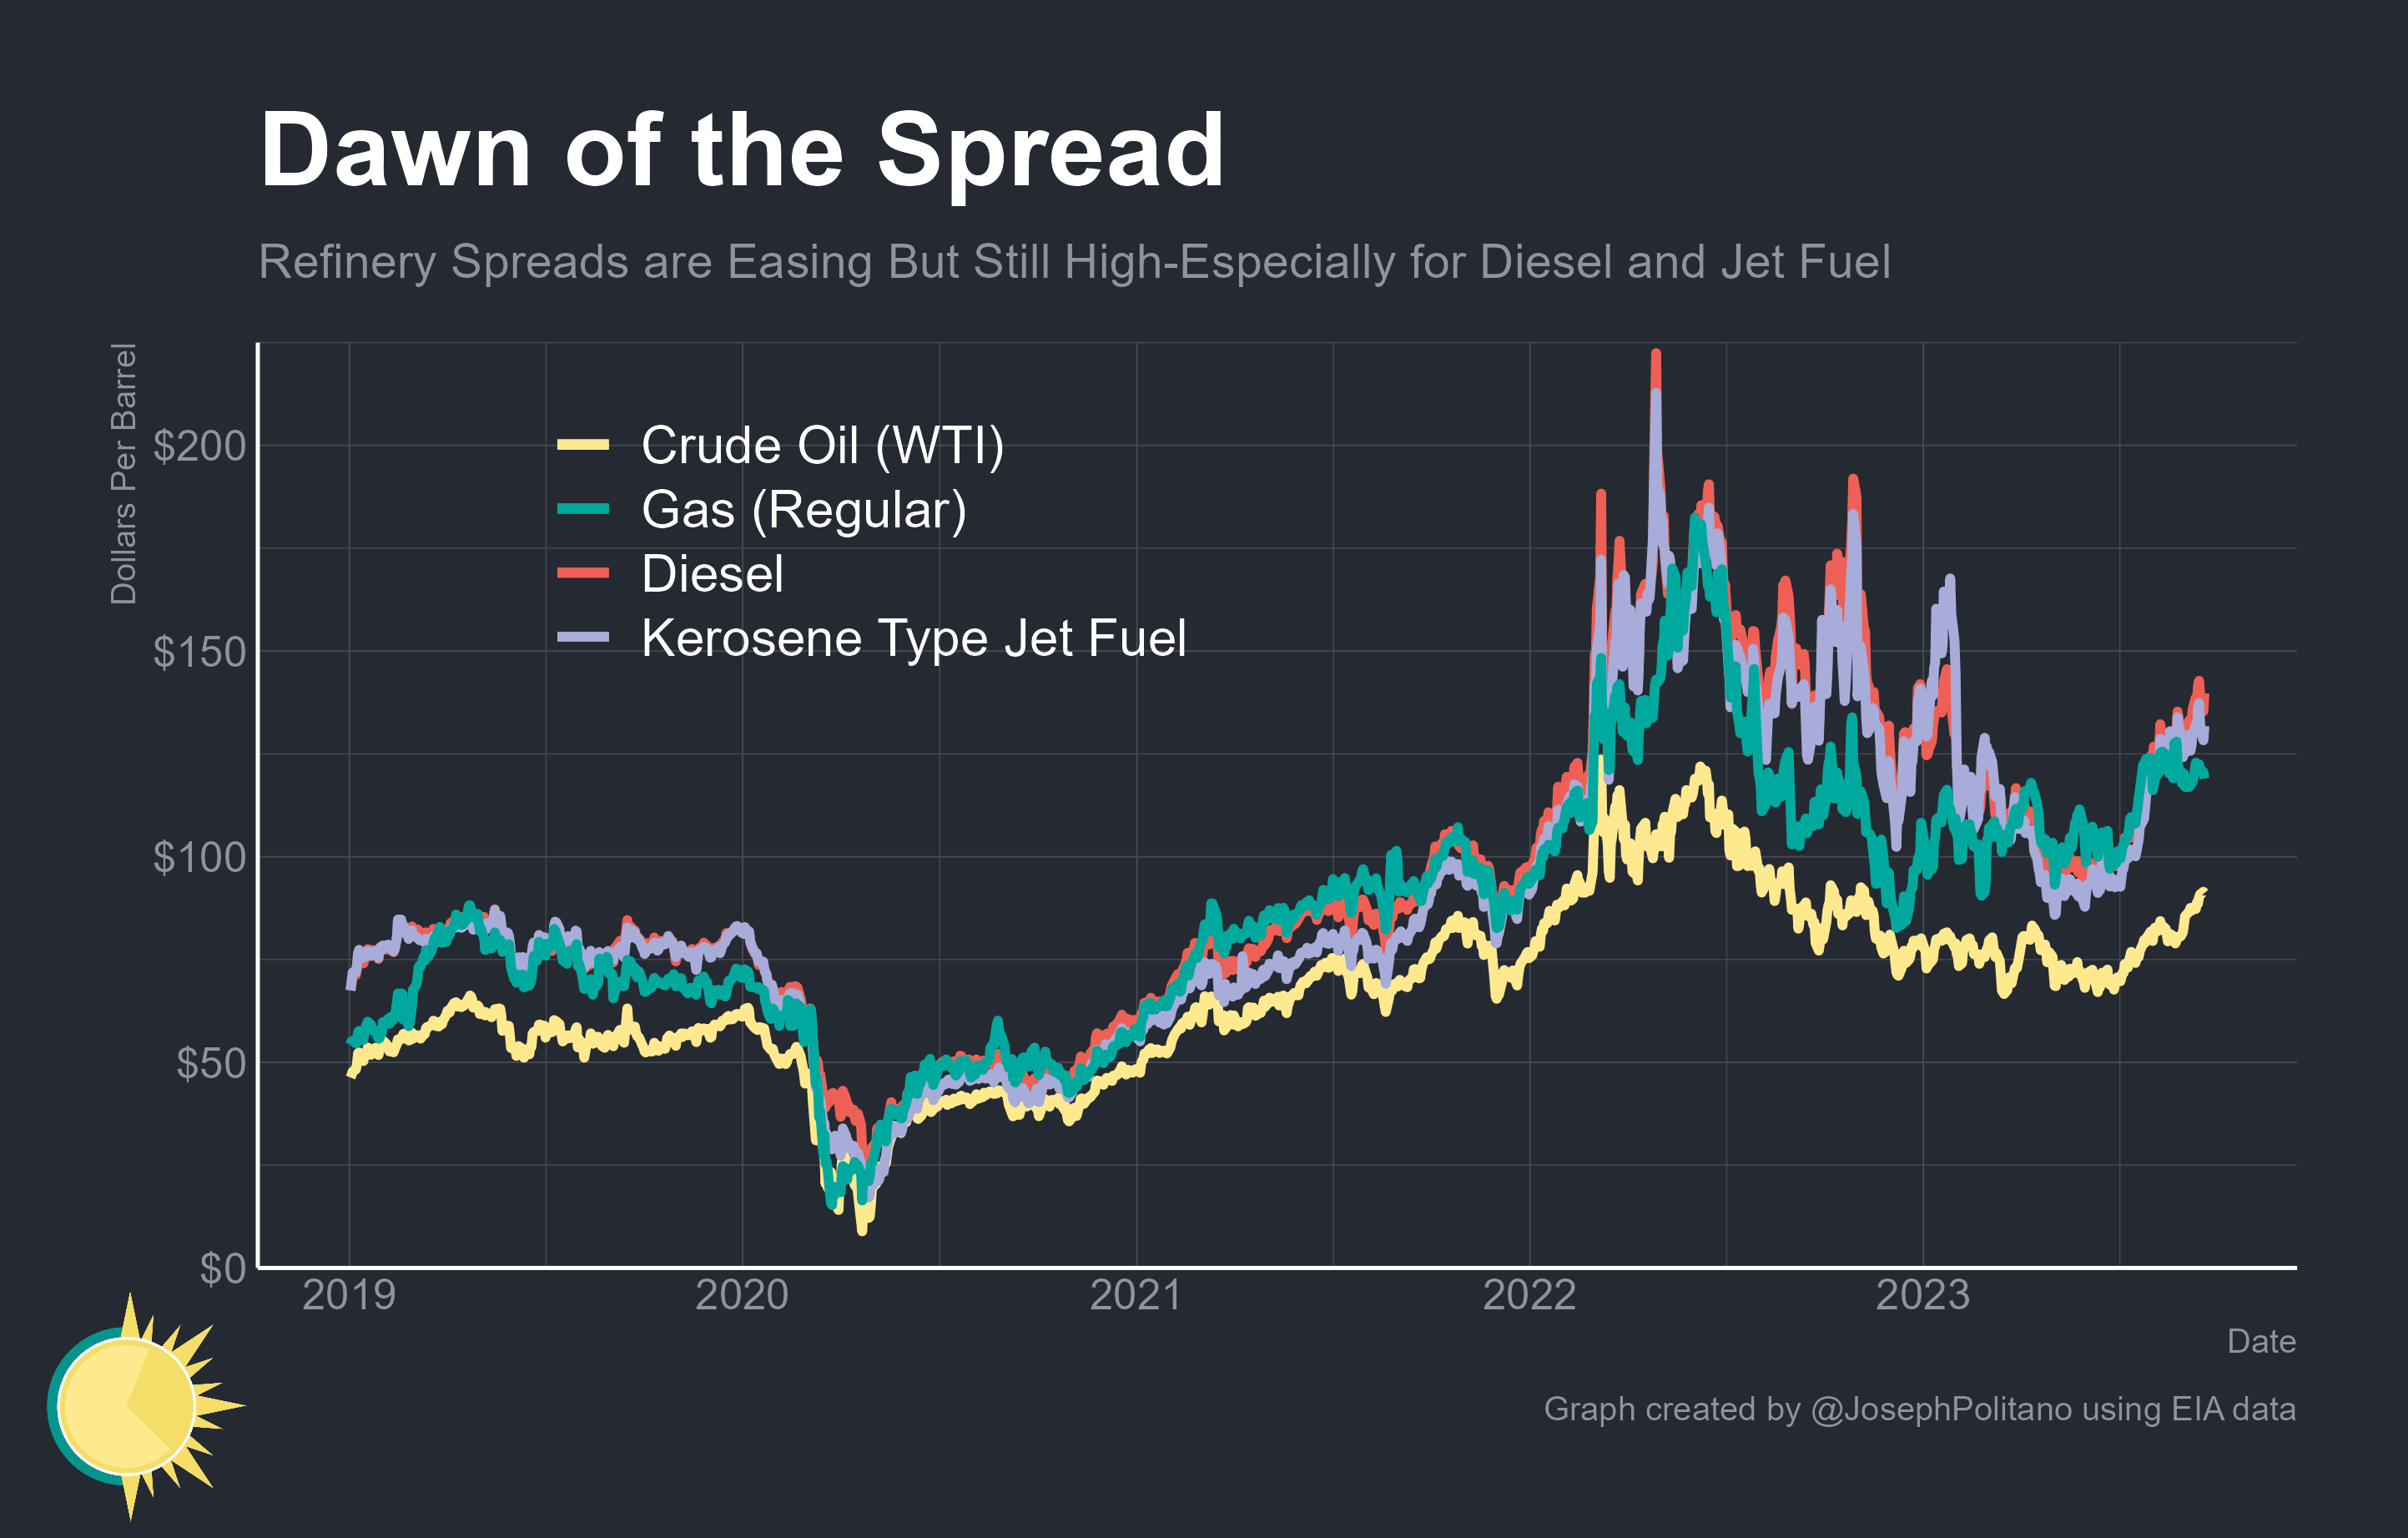 Dawn of the Spread
Refinery Spreads are Easing But Still High-Especially for Diesel and Jet Fuel
Dollars Per Barrel
$200
$150
$100
$50
$0
Crude Oil (WTI)
Gas (Regular)
Diesel
Kerosene Type Jet Fuel
2019
2020
2021
2022
2023
Date
Graph created by @JosephPolitano using EIA data